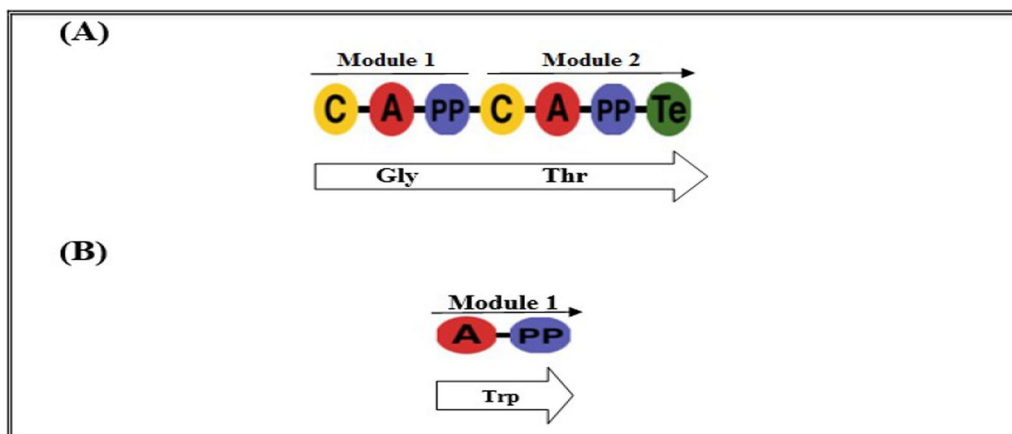 (A)
Module 1 Module 2
C A PP C A PP Te
Gly Thr
(B)
Module 1
A PP
Trp